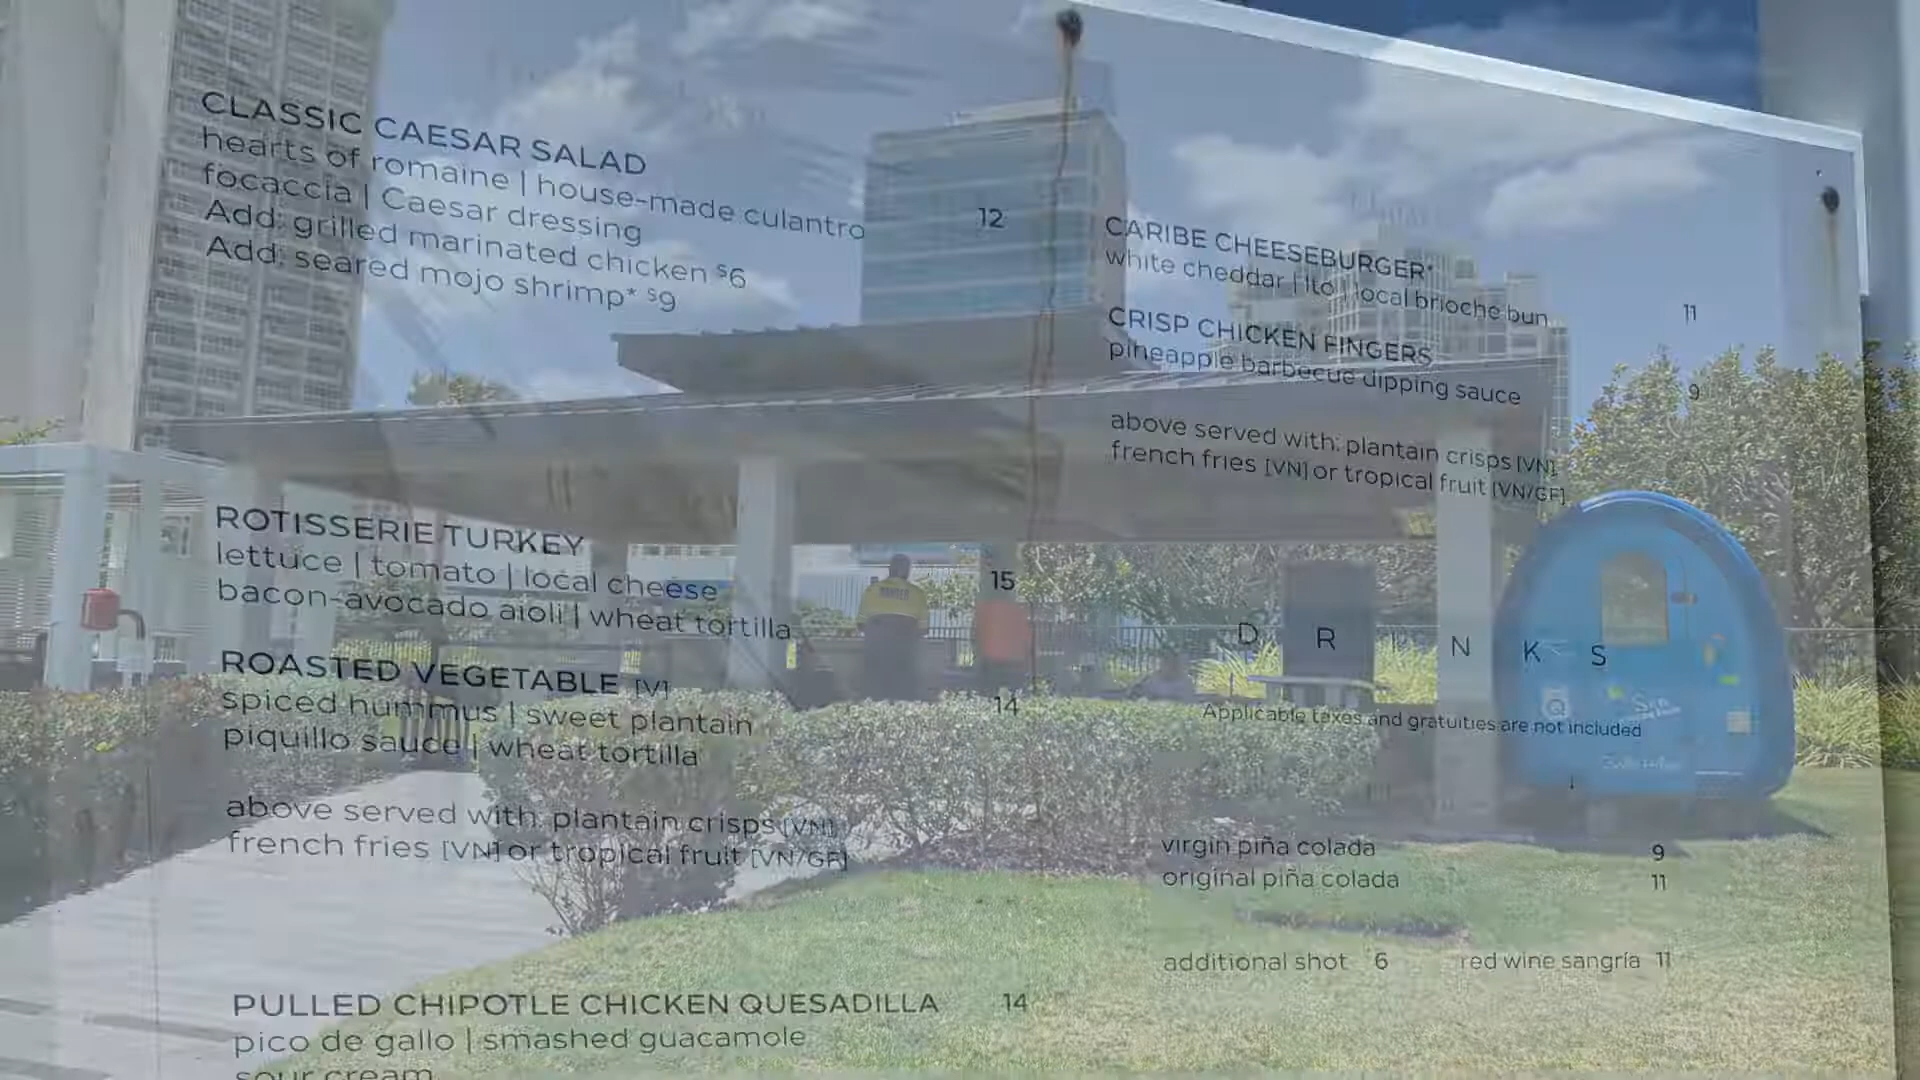 CLASSIC CAESAR SALAD
hearts of romaine | house-made culantro
focaccia | Caesar dressing 12
Add: grilled marinated chicken $6
Add: seared mojo shrimp* $9
ROTISSERIE TURKEY
lettuce | tomato | local cheese 15
bacon-avocado aioli | wheat tortilla
ROASTED VEGETABLE [V]
spiced hummus | sweet plantain 14
piquillo sauce | wheat tortilla
above served with: plantain crisps [VN]
french fries [VN] or tropical fruit [VN/GF]
PULLED CHIPOTLE CHICKEN QUESADILLA 14
pico de gallo | smashed guacamole
sour cream
CARIBE CHEESEBURGER*
white cheddar | lto | local brioche bun 11
CRISP CHICKEN FINGERS
pineapple barbecue dipping sauce 9
above served with: plantain crisps [VN]
french fries [VN] or tropical fruit [VN/GF]
D R N K S
Applicable taxes and gratuities are not included
virgin piña colada 9
original piña colada 11
additional shot 6 red wine sangría 11